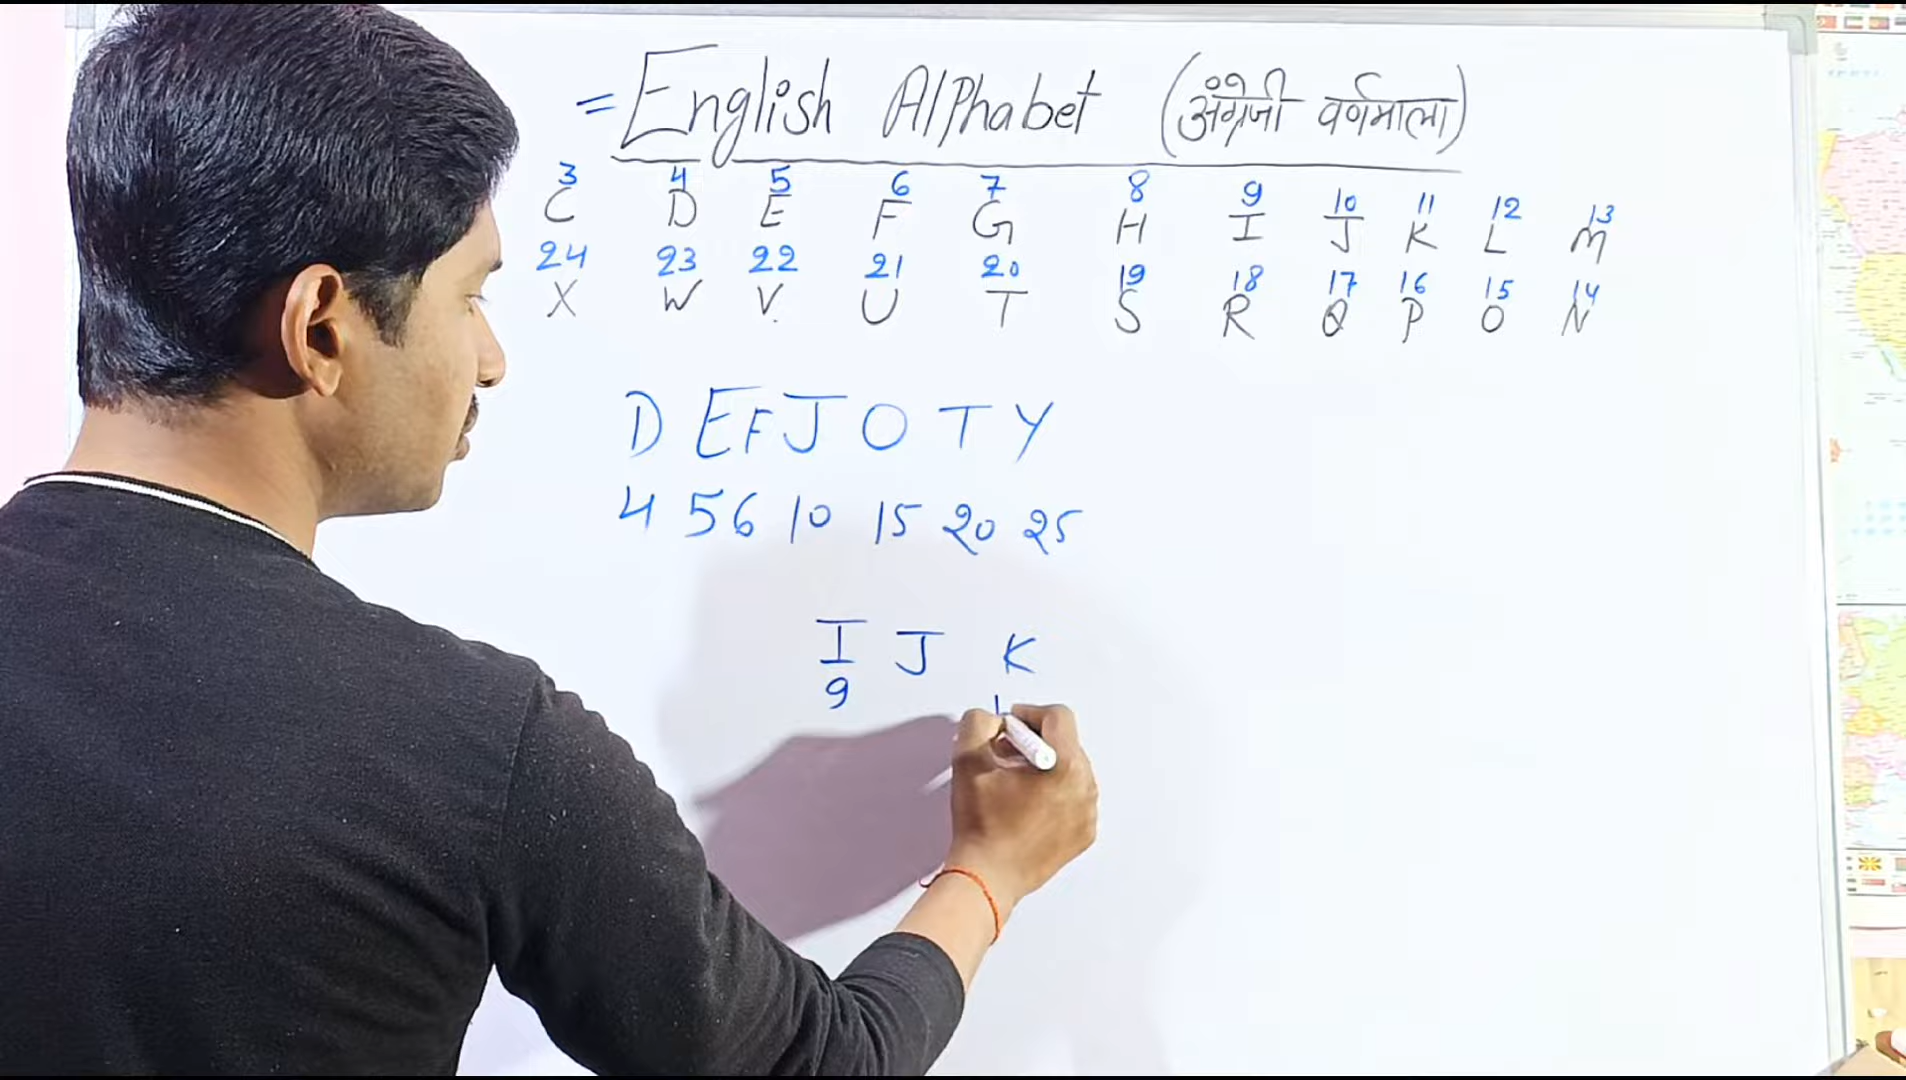 =English Alphabet (अंग्रेजी वर्णमाला)
3 4 5 6 7 8 9 10 11 12 13
C D E F G H I J K L M
24 23 22 21 20 19 18 17 16 15 14
X W V U T S R Q P O N
D E F J O T Y
4 5 6 10 15 20 25
I J K
9 1